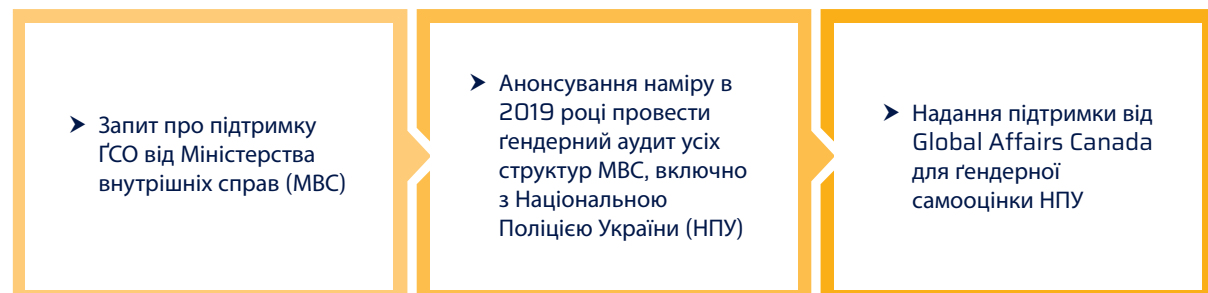 ➤ Запит про підтримку
ҐСО від Міністерства
внутрішніх справ (МВС)
➤ Анонсування наміру в
2019 році провести
ґендерний аудит усіх
структур МВС, включно
з Національною
Поліцією України (НПУ)
➤ Надання підтримки від
Global Affairs Canada
для ґендерної
самооцінки НПУ